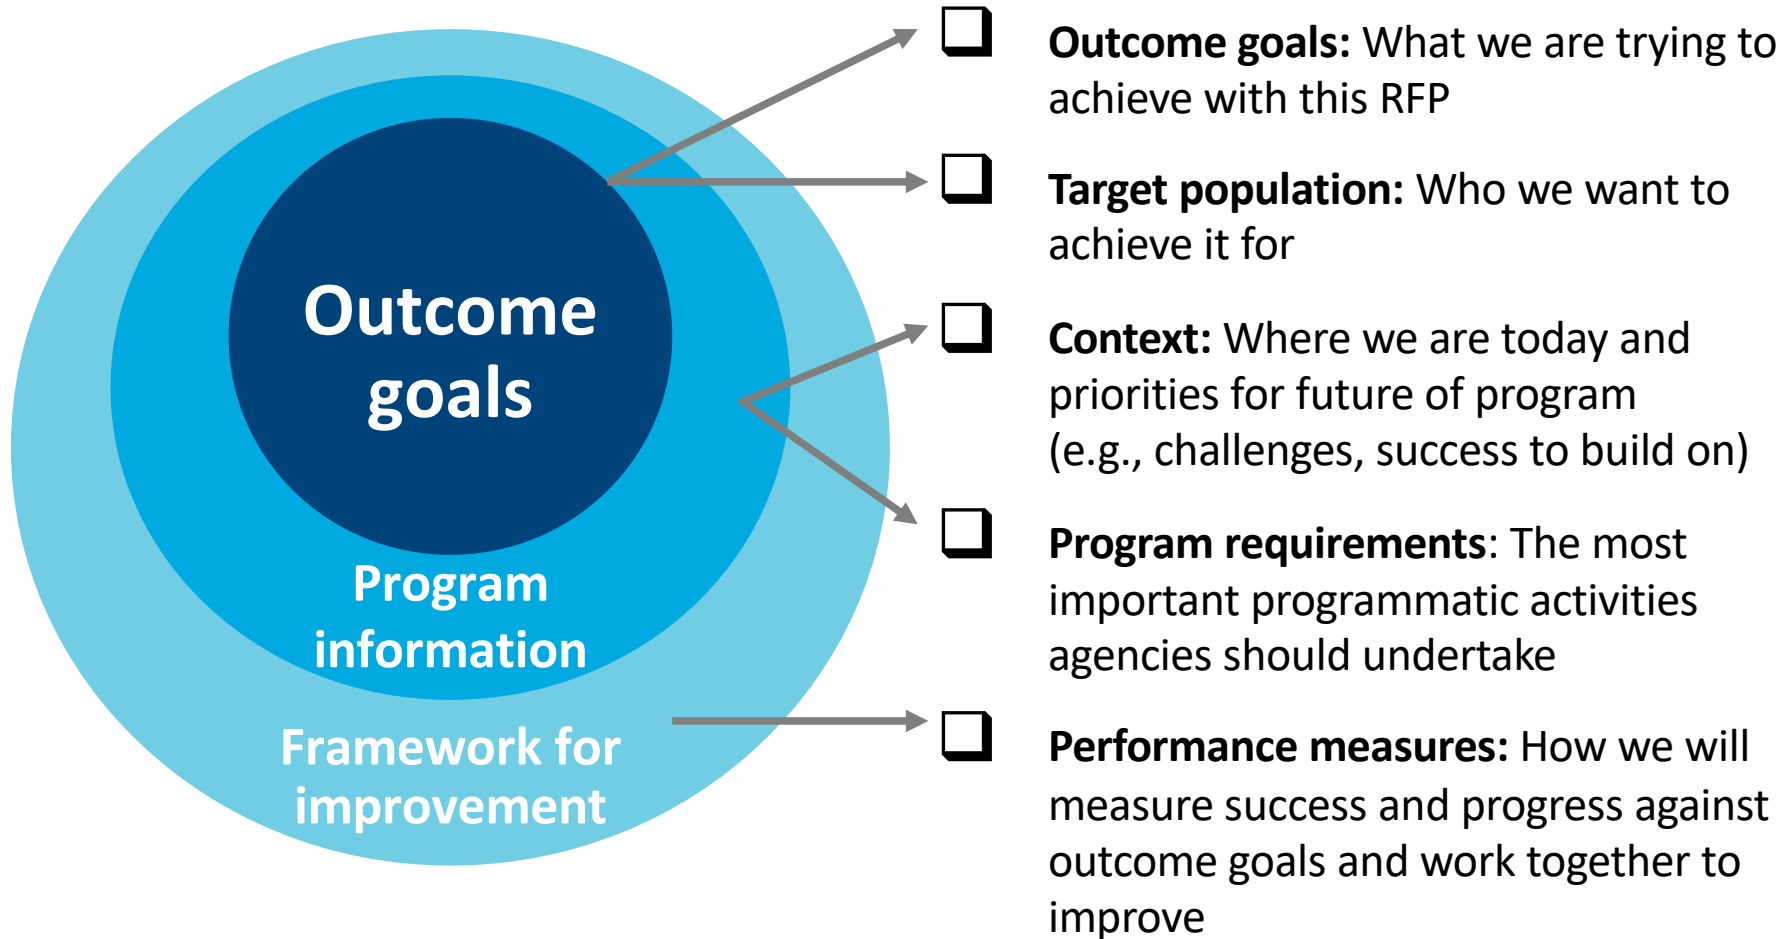 Outcome
goals
Program
information
Framework for
improvement
Outcome goals: What we are trying to
achieve with this RFP
Target population: Who we want to
achieve it for
Context: Where we are today and
priorities for future of program
(e.g., challenges, success to build on)
Program requirements: The most
important programmatic activities
agencies should undertake
Performance measures: How we will
measure success and progress against
outcome goals and work together to
improve